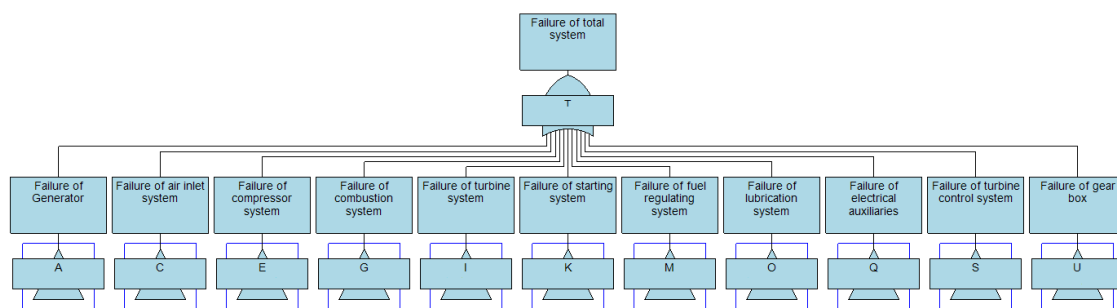 Failure of total
system
T
Failure of
Generator
Failure of air inlet
system
Failure of
compressor
system
Failure of
combustion system
Failure of turbine
system
Failure of starting
system
Failure of fuel
regulating
system
Failure of
lubrication system
Failure of
electrical
auxiliaries
Failure of turbine
control system
Failure of gear
box
A
C
E
G
I
K
M
O
Q
S
U